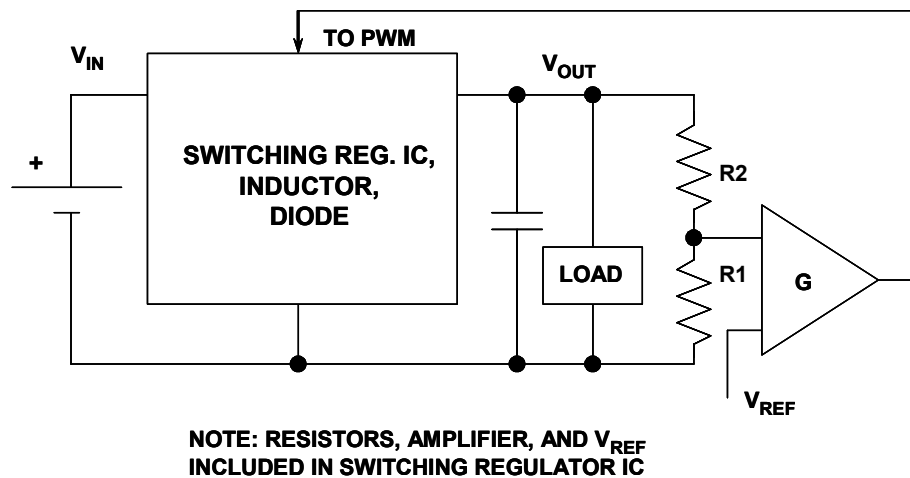 TO PWM
VIN
VOUT
+
SWITCHING REG. IC,
INDUCTOR,
DIODE
R2
LOAD
R1
G
VREF
NOTE: RESISTORS, AMPLIFIER, AND VREF
INCLUDED IN SWITCHING REGULATOR IC